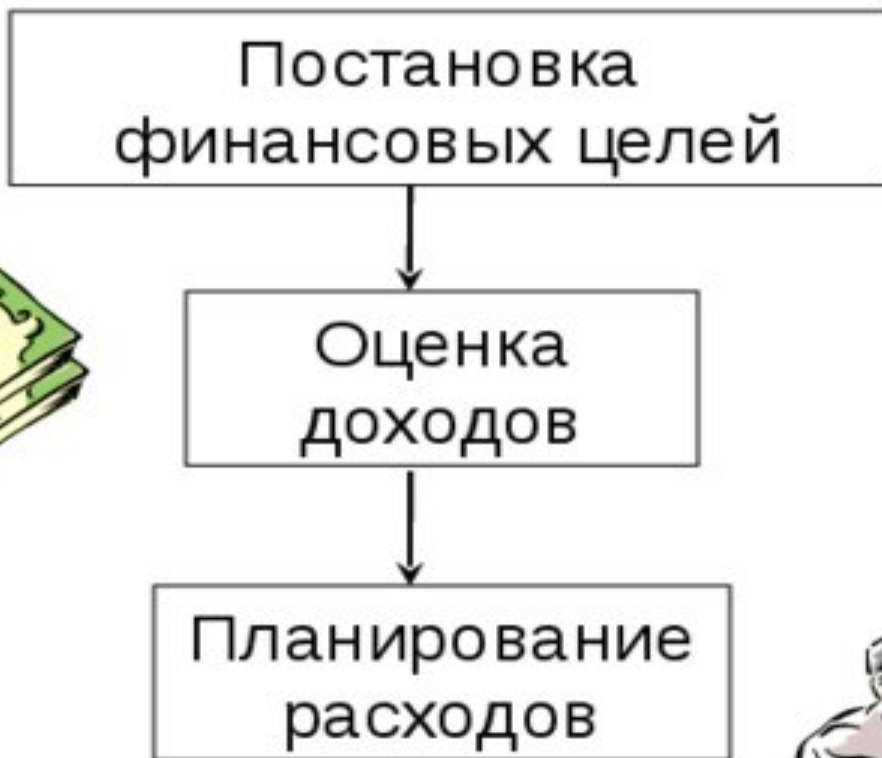 Постановка
финансовых целей
Оценка
доходов
Планирование
расходов